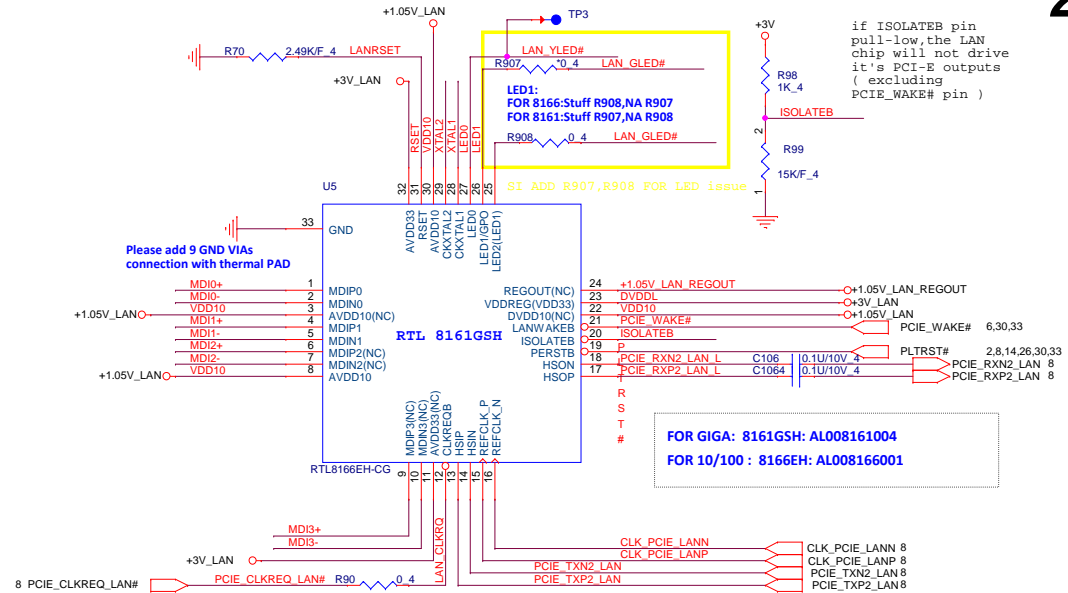 2
+1.05V_LAN
TP3
+3V
if ISOLATEB pin
pull-low,the LAN
chip will not drive
it's PCI-E outputs
( excluding
PCIE_WAKE# pin )
R70 2.49K/F_4 LANRSET
LAN_YLED#
R907 *0_4 LAN_GLED#
+3V_LAN
R98
1K_4
LED1:
FOR 8166:Stuff R908,NA R907
FOR 8161:Stuff R907,NA R908
ISOLATEB
R908 0_4 LAN_GLED#
2
R99
15K/F_4
1
RSET
VDD10
XTAL2
XTAL1
LED0
LED1
SI ADD R907,R908 FOR LED issue
U5
32 31 30 29 28 27 26 25
AVDD33
RSET
AVDD10
CKXTAL2
CKXTAL1
LED0
LED1/GPO
LED2(LED1)
33 GND
Please add 9 GND VIAs
connection with thermal PAD
MDI0+ 1 MDIP0
MDI0- 2 MDIN0
+1.05V_LAN VDD10 3 AVDD10(NC)
MDI1+ 4 MDIP1
MDI1- 5 MDIN1
MDI2+ 6 MDIP2(NC)
MDI2- 7 MDIN2(NC)
+1.05V_LAN VDD10 8 AVDD10
RTL 8161GSH
REGOUT(NC) 24 +1.05V_LAN_REGOUT +1.05V_LAN_REGOUT
VDDREG(VDD33) 23 DVDDL +3V_LAN
DVDD10(NC) 22 VDD10 +1.05V_LAN
LANWAKEB 21 PCIE_WAKE# PCIE_WAKE# 6,30,33
ISOLATEB 20 ISOLATEB
PERSTB 19 PLTRST# PLTRST# 2,8,14,26,30,33
HSON 18 PCIE_RXN2_LAN_L C106 0.1U/10V_4 PCIE_RXN2_LAN 8
HSOP 17 PCIE_RXP2_LAN_L C1064 0.1U/10V_4 PCIE_RXP2_LAN 8
MDIP3(NC)
MDIN3(NC)
AVDD33(NC)
CLKREQB
HSIP
HSIN
REFCLK_P
REFCLK_N
RTL8166EH-CG
9 10 11 12 13 14 15 16
FOR GIGA: 8161GSH: AL008161004
FOR 10/100 : 8166EH: AL008166001
MDI3+
MDI3-
+3V_LAN
LAN_CLKRQ
CLK_PCIE_LANN CLK_PCIE_LANN 8
CLK_PCIE_LANP CLK_PCIE_LANP 8
PCIE_TXN2_LAN PCIE_TXN2_LAN 8
PCIE_TXP2_LAN PCIE_TXP2_LAN 8
8 PCIE_CLKREQ_LAN# PCIE_CLKREQ_LAN# R90 0_4